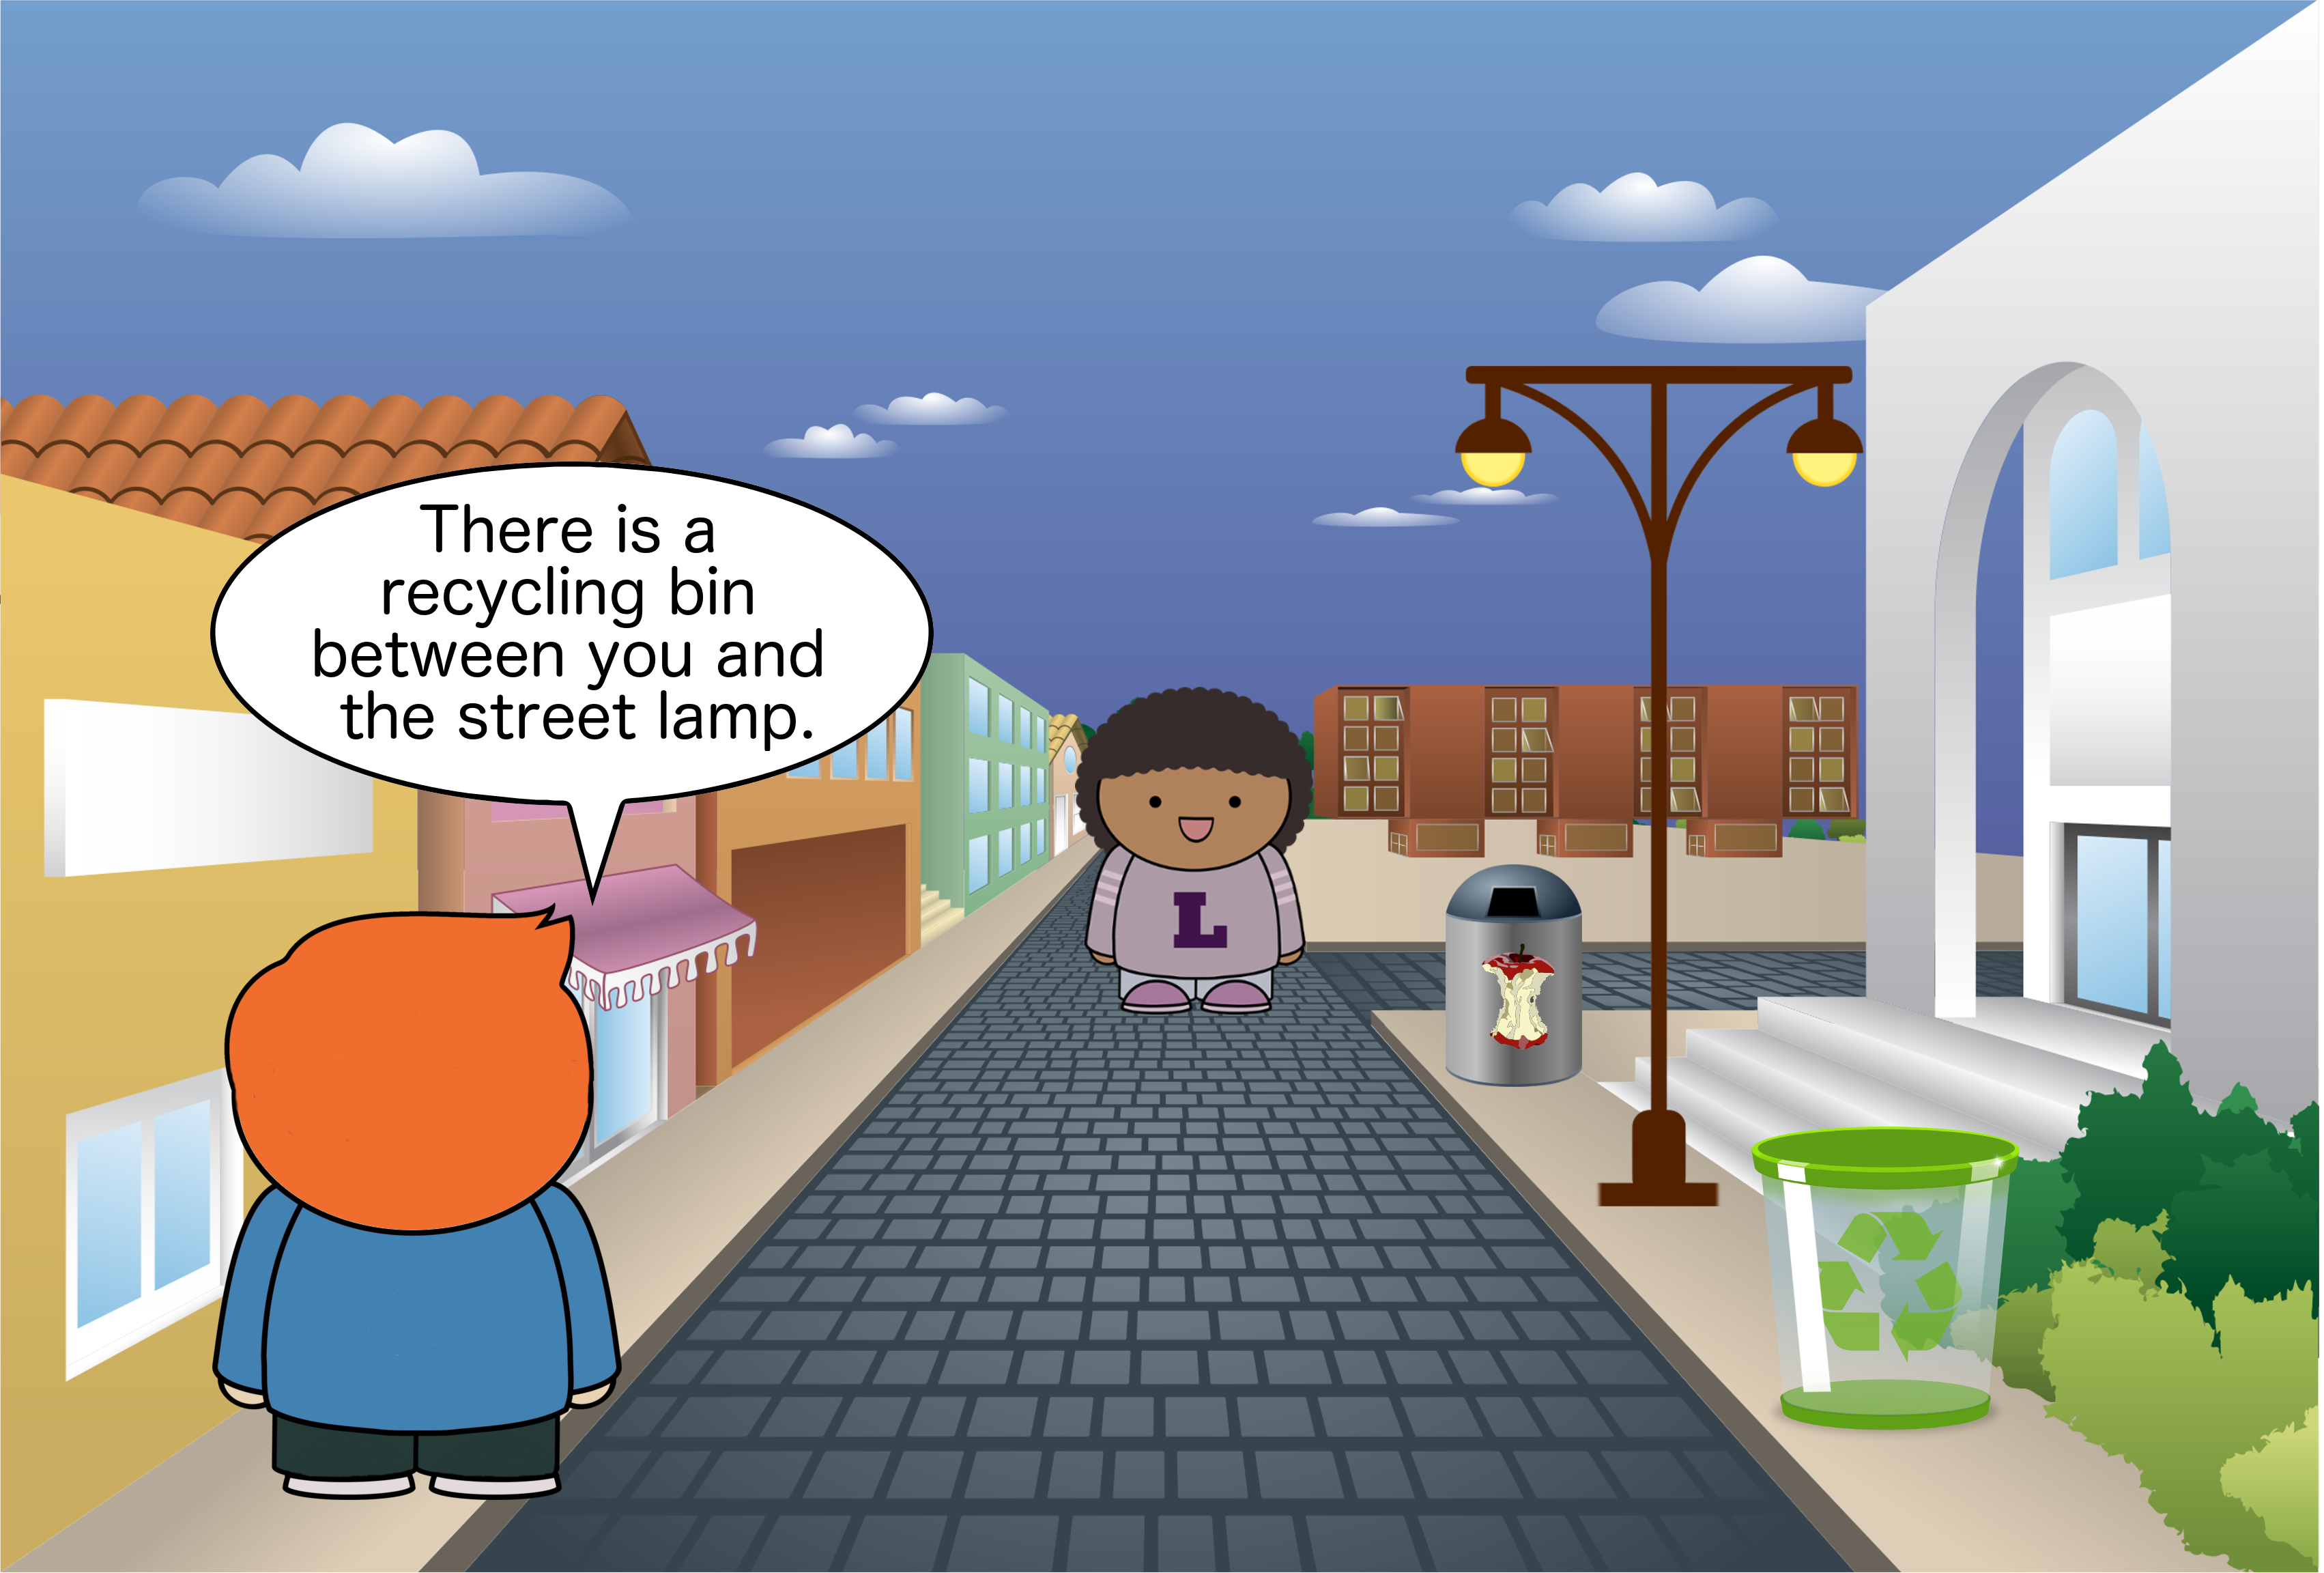 There is a
recycling bin
between you and
the street lamp.
L